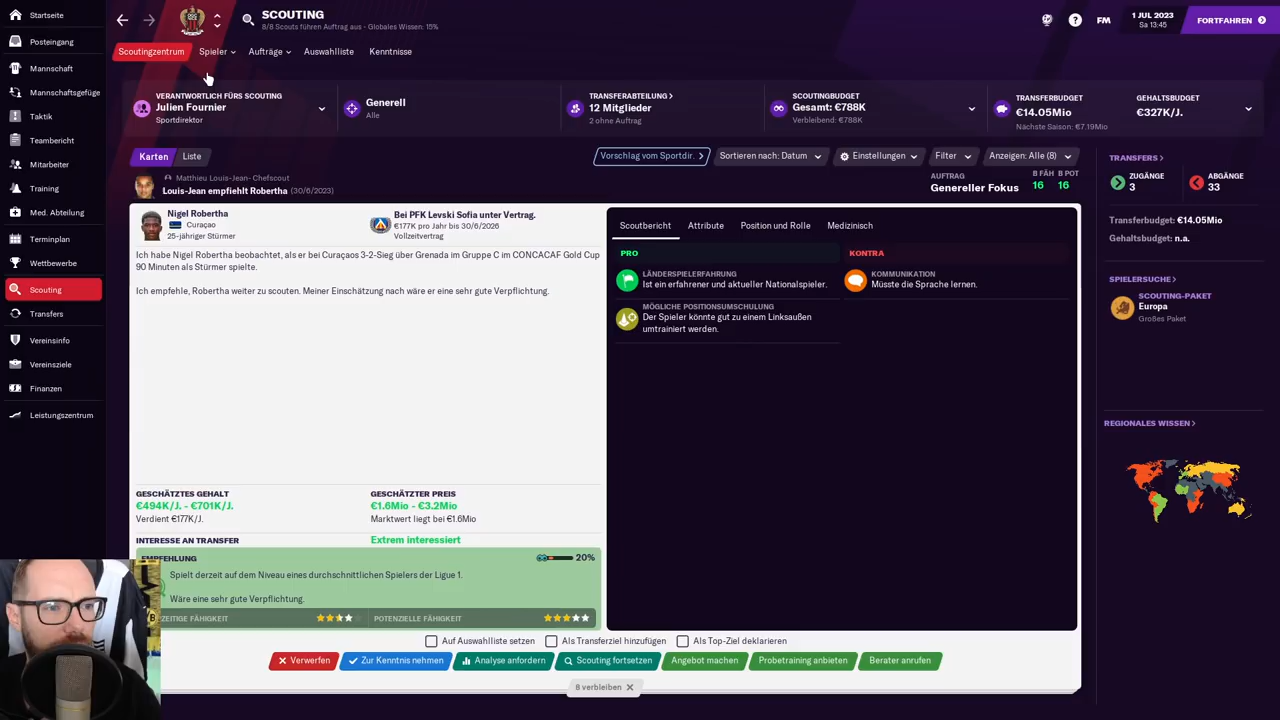 Startseite
Posteingang
Mannschaft
Mannschaftsgefüge
Taktik
Teambericht
Mitarbeiter
Training
Med. Abteilung
Terminplan
Wettbewerbe
Scouting
Transfers
Vereinsinfo
Vereinsziele
Finanzen
Leistungszentrum
SCOUTING
8/8 Scouts führen Auftrag aus - Globales Wissen: 15%
FM
1 JUL 2023
Sa 13:45
FORTFAHREN
Scoutingzentrum
Spieler
Aufträge
Auswahlliste
Kenntnisse
VERANTWORTLICH FÜRS SCOUTING
Julien Fournier
Sportdirektor
Generell
Alle
TRANSFERABTEILUNG
12 Mitglieder
2 ohne Auftrag
SCOUTINGBUDGET
Gesamt: €788K
Verbleibend: €788K
TRANSFERBUDGET
€14.05Mio
Nächste Saison: €7.19Mio
GEHALTSBUDGET
€327K/J.
Karten
Liste
Vorschlag vom Sportdir.
Sortieren nach: Datum
Einstellungen
Filter
Anzeigen: Alle (8)
Matthieu Louis-Jean- Chefscout
Louis-Jean empfiehlt Robertha (30/6/2023)
AUFTRAG
Genereller Fokus
B FÄH
16
B POT
16
Nigel Robertha
Curaçao
25-jähriger Stürmer
Bei PFK Levski Sofia unter Vertrag.
€177K pro Jahr bis 30/6/2026
Vollzeitvertrag
Ich habe Nigel Robertha beobachtet, als er bei Curaçaos 3-2-Sieg über Grenada im Gruppe C im CONCACAF Gold Cup
90 Minuten als Stürmer spielte.
Ich empfehle, Robertha weiter zu scouten. Meiner Einschätzung nach wäre er eine sehr gute Verpflichtung.
GESCHÄTZTES GEHALT
€494K/J. - €701K/J.
Verdient €177K/J.
GESCHÄTZTER PREIS
€1.6Mio - €3.2Mio
Marktwert liegt bei €1.6Mio
INTERESSE AN TRANSFER
Extrem interessiert
EMPFEHLUNG
20%
Spielt derzeit auf dem Niveau eines durchschnittlichen Spielers der Ligue 1.
Wäre eine sehr gute Verpflichtung.
ZEITIGE FÄHIGKEIT
POTENZIELLE FÄHIGKEIT
Scoutbericht
Attribute
Position und Rolle
Medizinisch
PRO
LÄNDERSPIELERFAHRUNG
Ist ein erfahrener und aktueller Nationalspieler.
MÖGLICHE POSITIONSUMSCHULUNG
Der Spieler könnte gut zu einem Linksaußen
umtrainiert werden.
KONTRA
KOMMUNIKATION
Müsste die Sprache lernen.
Auf Auswahlliste setzen
Als Transferziel hinzufügen
Als Top-Ziel deklarieren
Verwerfen
Zur Kenntnis nehmen
Analyse anfordern
Scouting fortsetzen
Angebot machen
Probetraining anbieten
Berater anrufen
8 verbleiben
TRANSFERS
ZUGÄNGE
3
ABGÄNGE
33
Transferbudget: €14.05Mio
Gehaltsbudget: n.a.
SPIELERSUCHE
SCOUTING-PAKET
Europa
Großes Paket
REGIONALES WISSEN